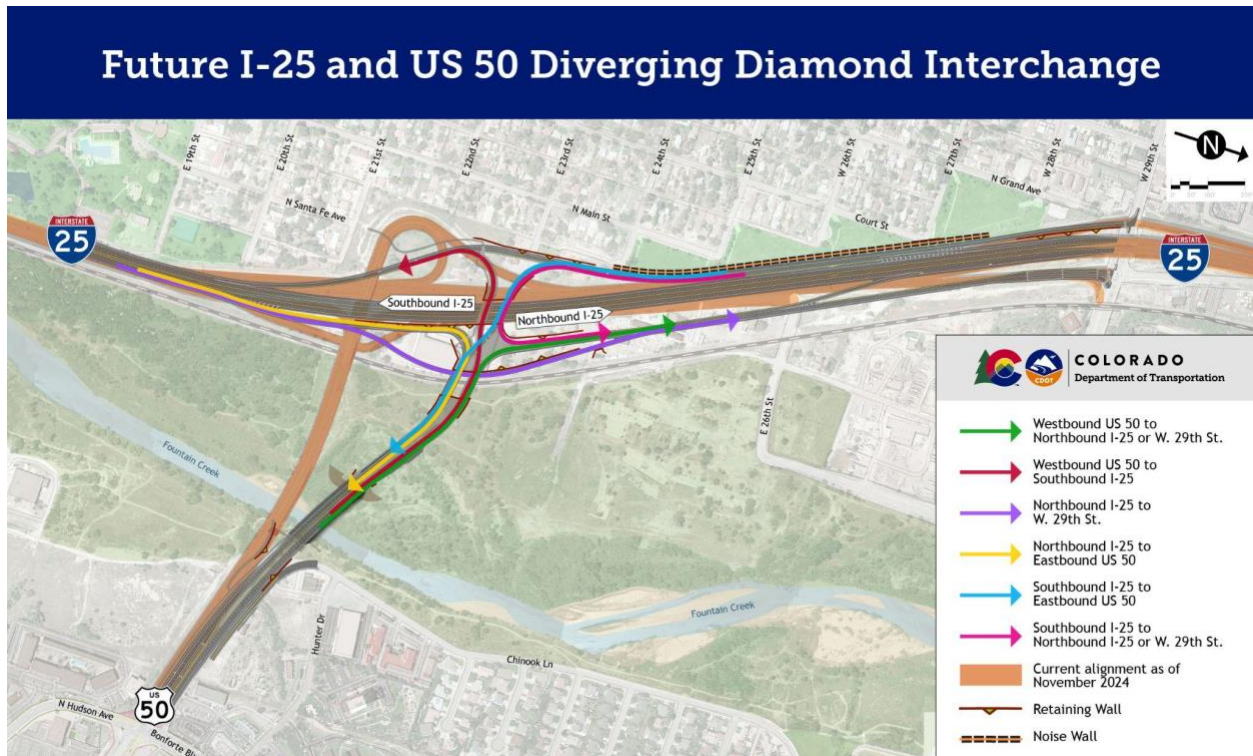 Future I-25 and US 50 Diverging Diamond Interchange
E 19th St
E 20th St
E 21st St
E 22nd St
E 23rd St
E 24th St
E 25th St
W 26th St
E 27th St
W 28th St
W 29th St
N
N Grand Ave
N Santa Fe Ave
N Main St
Court St
INTERSTATE
25
INTERSTATE
25
Southbound I-25
Northbound I-25
E 26th St
Fountain Creek
Fountain Creek
Hunter Dr
Chinook Ln
US
50
N Hudson Ave
Bonforte
COLORADO
Department of Transportation
CDOT
Westbound US 50 to
Northbound I-25 or W. 29th St.
Westbound US 50 to
Southbound I-25
Northbound I-25 to
W. 29th St.
Northbound I-25 to
Eastbound US 50
Southbound I-25 to
Eastbound US 50
Southbound I-25 to
Northbound I-25 or W. 29th St.
Current alignment as of
November 2024
Retaining Wall
Noise Wall